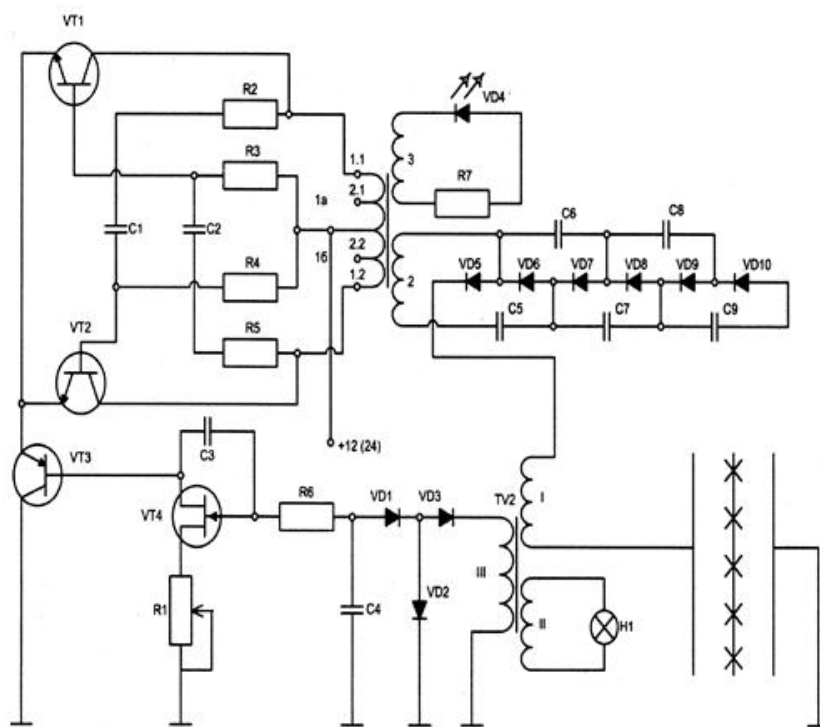 VT1
R2
VD4
R3
1.1
3
R7
1а
2.1
C1
C2
C6
C8
R4
2.2
1б
1.2
2
VD5
VD6
VD7
VD8
VD9
VD10
R5
C5
C7
C9
VT2
+12 (24)
C3
VT3
R6
VD1
VD3
TV2
I
VT4
III
R1
C4
VD2
II
H1